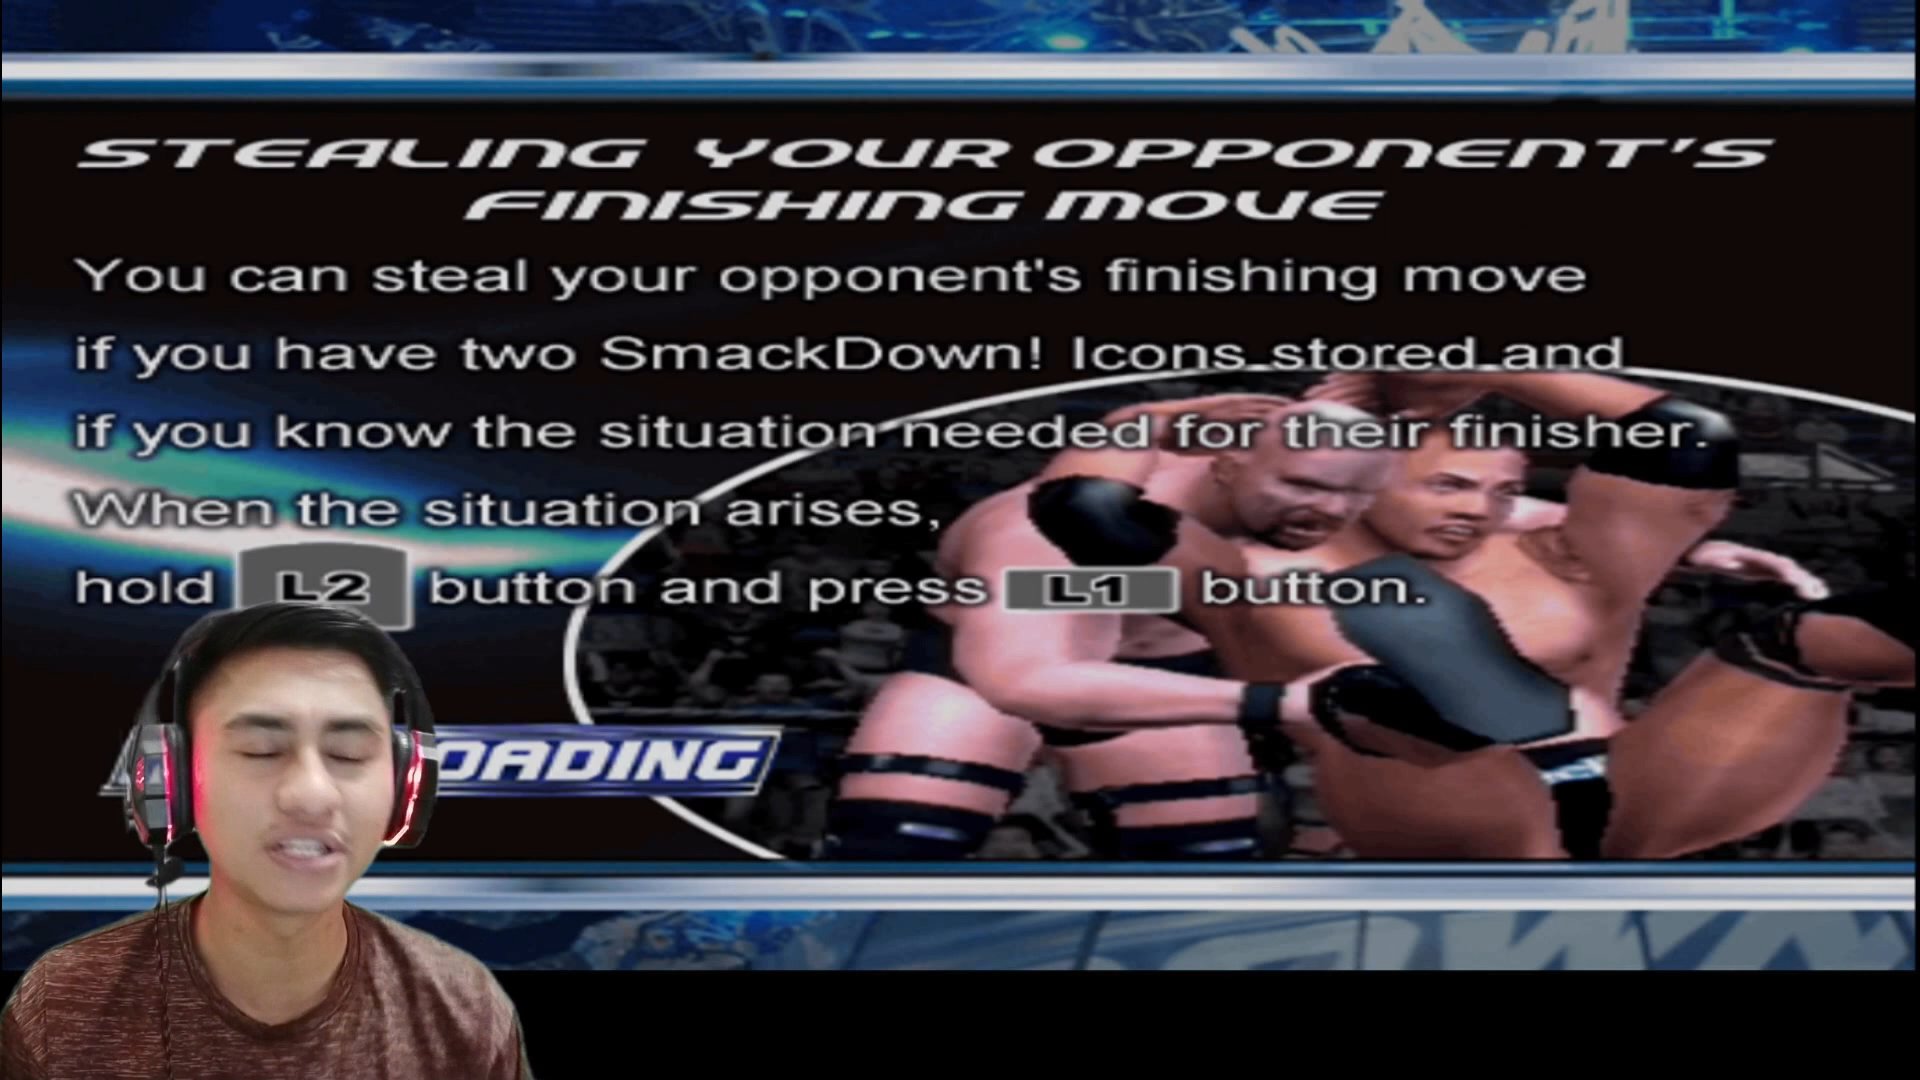 STEALING YOUR OPPONENT'S
FINISHING MOVE
You can steal your opponent's finishing move
if you have two SmackDown! Icons stored and
if you know the situation needed for their finisher.
When the situation arises,
hold L2 button and press L1 button.
OADING